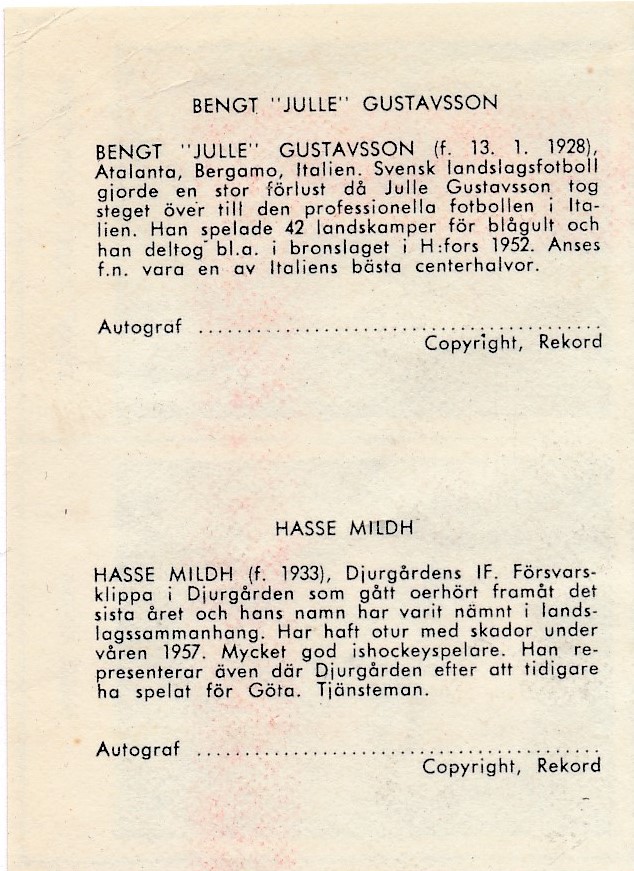 BENGT "JULLE" GUSTAVSSON
BENGT "JULLE" GUSTAVSSON (f. 13. 1. 1928),
Atalanta, Bergamo, Italien. Svensk landslagsfotboll
gjorde en stor förlust då Julle Gustavsson tog
steget över till den professionella fotbollen i Ita-
lien. Han spelade 42 landskamper för blågult och
han deltog bl.a. i bronslaget i H:fors 1952. Anses
f.n. vara en av Italiens bästa centerhalvor.
Autograf ..........................................
Copyright, Rekord
HASSE MILDH
HASSE MILDH (f. 1933), Djurgårdens IF. Försvars-
klippa i Djurgården som gått oerhört framåt det
sista året och hans namn har varit nämnt i lands-
lagssammanhang. Har haft otur med skador under
våren 1957. Mycket god ishockeyspelare. Han re-
presenterar även där Djurgården efter att tidigare
ha spelat för Göta. Tjänsteman.
Autograf ..........................................
Copyright, Rekord